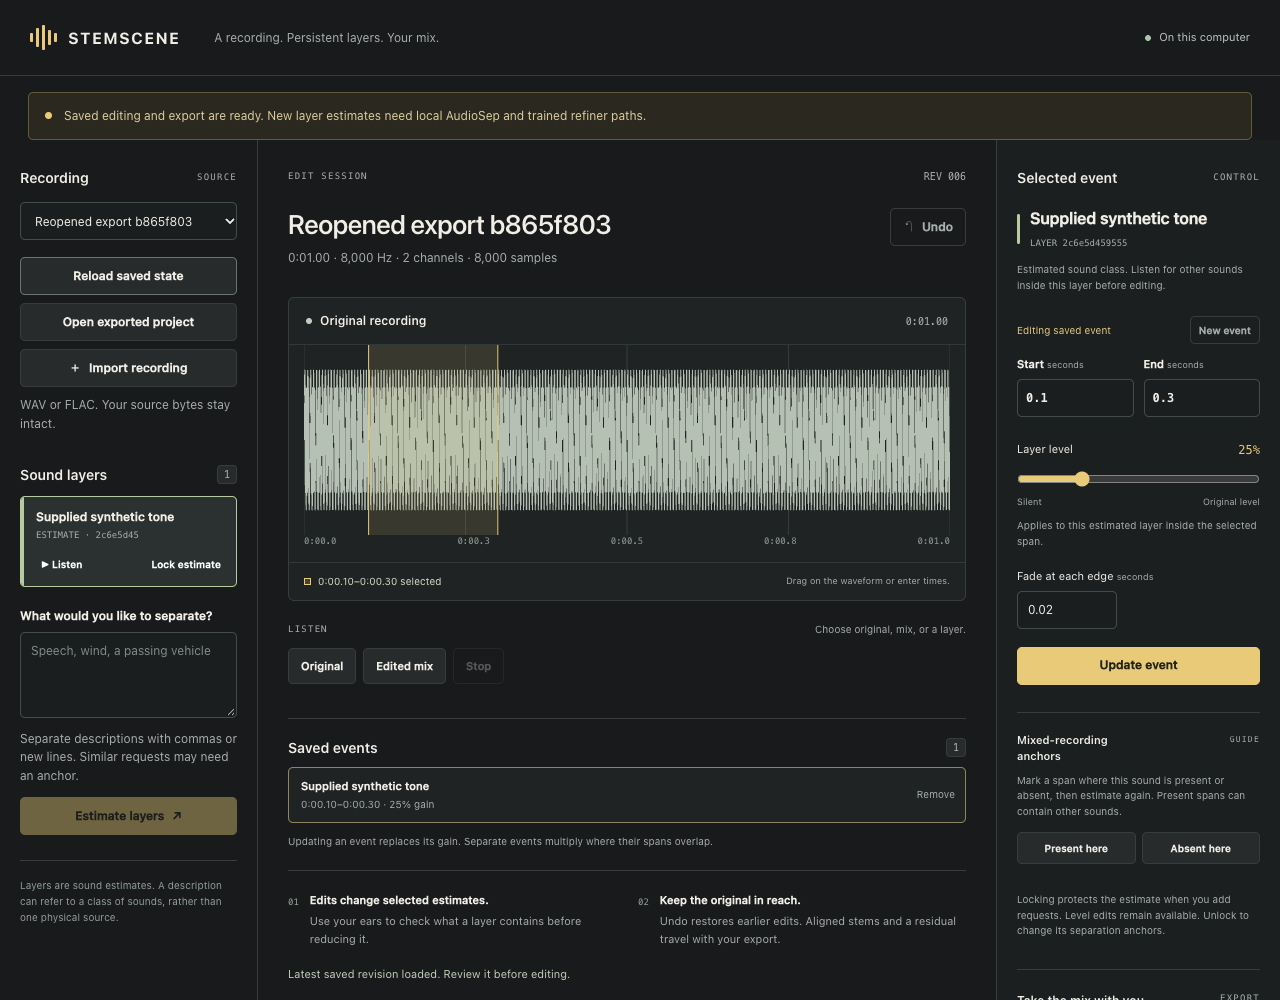 STEMSCENE
A recording. Persistent layers. Your mix.
On this computer
Saved editing and export are ready. New layer estimates need local AudioSep and trained refiner paths.
Recording
SOURCE
Reopened export b865f803
Reload saved state
Open exported project
+ Import recording
WAV or FLAC. Your source bytes stay
intact.
Sound layers
1
Supplied synthetic tone
ESTIMATE · 2c6e5d45
Listen
Lock estimate
What would you like to separate?
Speech, wind, a passing vehicle
Separate descriptions with commas or
new lines. Similar requests may need
an anchor.
Estimate layers ↗
Layers are sound estimates. A description
can refer to a class of sounds, rather than
one physical source.
EDIT SESSION
REV 006
Reopened export b865f803
Undo
0:01.00 · 8,000 Hz · 2 channels · 8,000 samples
Original recording
0:01.00
0:00.0 0:00.3 0:00.5 0:00.8 0:01.0
0:00.10–0:00.30 selected
Drag on the waveform or enter times.
LISTEN
Choose original, mix, or a layer.
Original
Edited mix
Stop
Saved events
1
Supplied synthetic tone
0:00.10–0:00.30 · 25% gain
Remove
Updating an event replaces its gain. Separate events multiply where their spans overlap.
01 Edits change selected estimates.
Use your ears to check what a layer contains before
reducing it.
02 Keep the original in reach.
Undo restores earlier edits. Aligned stems and a residual
travel with your export.
Latest saved revision loaded. Review it before editing.
Selected event
CONTROL
Supplied synthetic tone
LAYER 2c6e5d459555
Estimated sound class. Listen for other sounds
inside this layer before editing.
Editing saved event
New event
Start seconds
End seconds
0.1
0.3
Layer level
25%
Silent
Original level
Applies to this estimated layer inside the selected
span.
Fade at each edge seconds
0.02
Update event
Mixed-recording
anchors
GUIDE
Mark a span where this sound is present or
absent, then estimate again. Present spans can
contain other sounds.
Present here
Absent here
Locking protects the estimate when you add
requests. Level edits remain available. Unlock to
change its separation anchors.
Take the mix with you
EXPORT